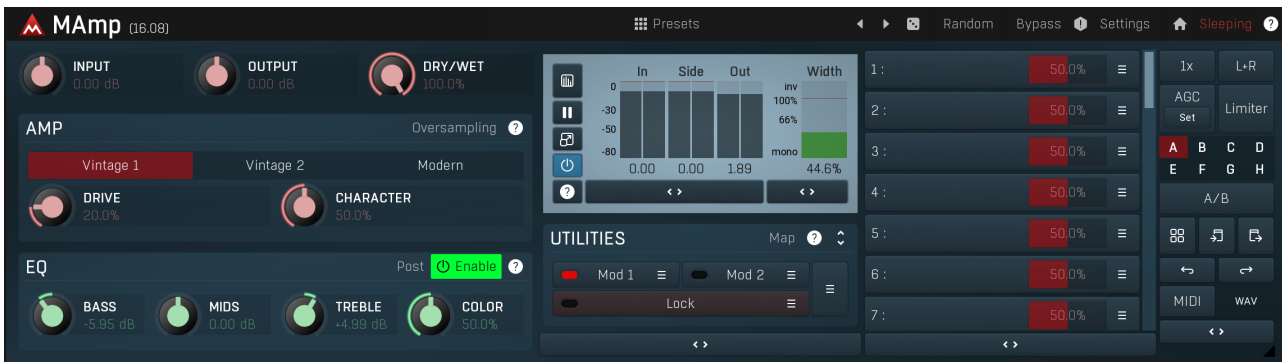 MAmp (16.08) Presets Random Bypass Settings Sleeping ?
INPUT
0.00 dB
OUTPUT
0.00 dB
DRY/WET
100.0%
AMP Oversampling ?
Vintage 1 Vintage 2 Modern
DRIVE
20.0%
CHARACTER
50.0%
EQ Post Enable ?
BASS
-5.95 dB
MIDS
0.00 dB
TREBLE
+4.99 dB
COLOR
50.0%
In Side Out Width
0
-30
-50
-80
inv
100%
66%
mono
0.00 0.00 1.89 44.6%
?
UTILITIES Map ?
Mod 1 Mod 2
Lock
1 : 50.0%
2 : 50.0%
3 : 50.0%
4 : 50.0%
5 : 50.0%
6 : 50.0%
7 : 50.0%
1x L+R
AGC
Set
Limiter
A B C D
E F G H
A/B
MIDI WAV